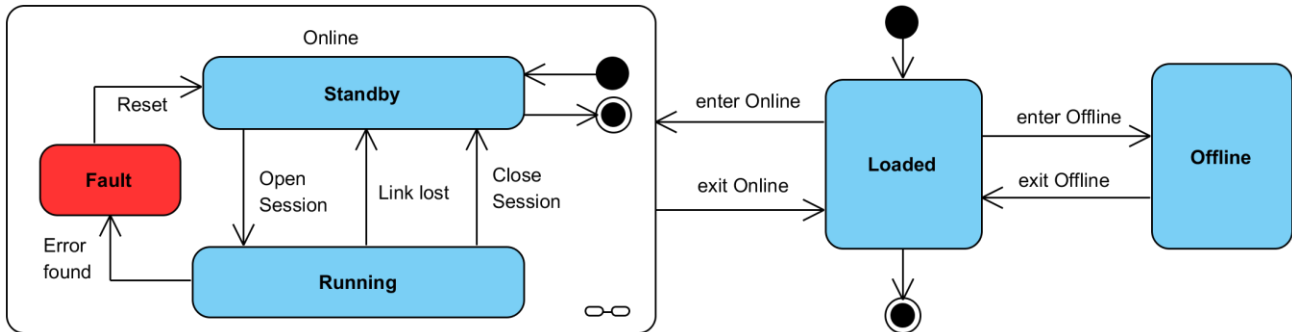 Online
Standby
Reset
enter Online
enter Offline
Fault
Open
Session
Link lost
Close
Session
Loaded
Offline
exit Online
exit Offline
Error
found
Running